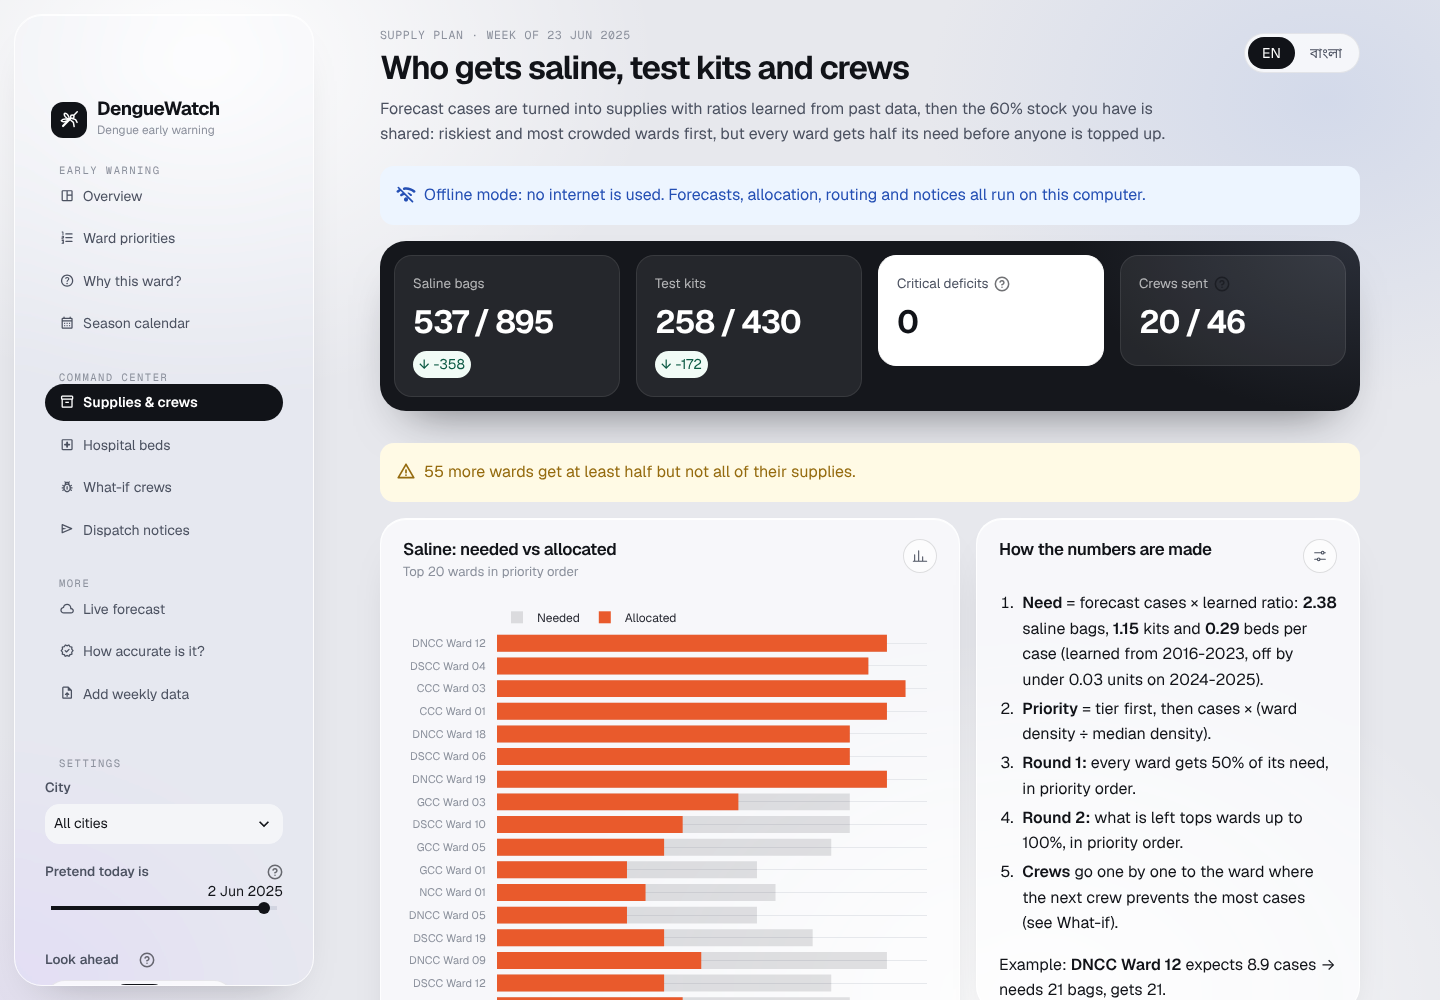 DengueWatch
Dengue early warning
EARLY WARNING
Overview
Ward priorities
Why this ward?
Season calendar
COMMAND CENTER
Supplies & crews
Hospital beds
What-if crews
Dispatch notices
MORE
Live forecast
How accurate is it?
Add weekly data
SETTINGS
City
All cities
Pretend today is
2 Jun 2025
Look ahead
SUPPLY PLAN · WEEK OF 23 JUN 2025
EN বাংলা
Who gets saline, test kits and crews
Forecast cases are turned into supplies with ratios learned from past data, then the 60% stock you have is
shared: riskiest and most crowded wards first, but every ward gets half its need before anyone is topped up.
Offline mode: no internet is used. Forecasts, allocation, routing and notices all run on this computer.
Saline bags
537 / 895
↓ -358
Test kits
258 / 430
↓ -172
Critical deficits
0
Crews sent
20 / 46
55 more wards get at least half but not all of their supplies.
Saline: needed vs allocated
Top 20 wards in priority order
Needed Allocated
DNCC Ward 12
DSCC Ward 04
CCC Ward 03
CCC Ward 01
DNCC Ward 18
DSCC Ward 06
DNCC Ward 19
GCC Ward 03
DSCC Ward 10
GCC Ward 05
GCC Ward 01
NCC Ward 01
DNCC Ward 05
DSCC Ward 19
DNCC Ward 09
DSCC Ward 12
How the numbers are made
1. Need = forecast cases × learned ratio: 2.38
saline bags, 1.15 kits and 0.29 beds per
case (learned from 2016-2023, off by
under 0.03 units on 2024-2025).
2. Priority = tier first, then cases × (ward
density ÷ median density).
3. Round 1: every ward gets 50% of its need,
in priority order.
4. Round 2: what is left tops wards up to
100%, in priority order.
5. Crews go one by one to the ward where
the next crew prevents the most cases
(see What-if).
Example: DNCC Ward 12 expects 8.9 cases →
needs 21 bags, gets 21.